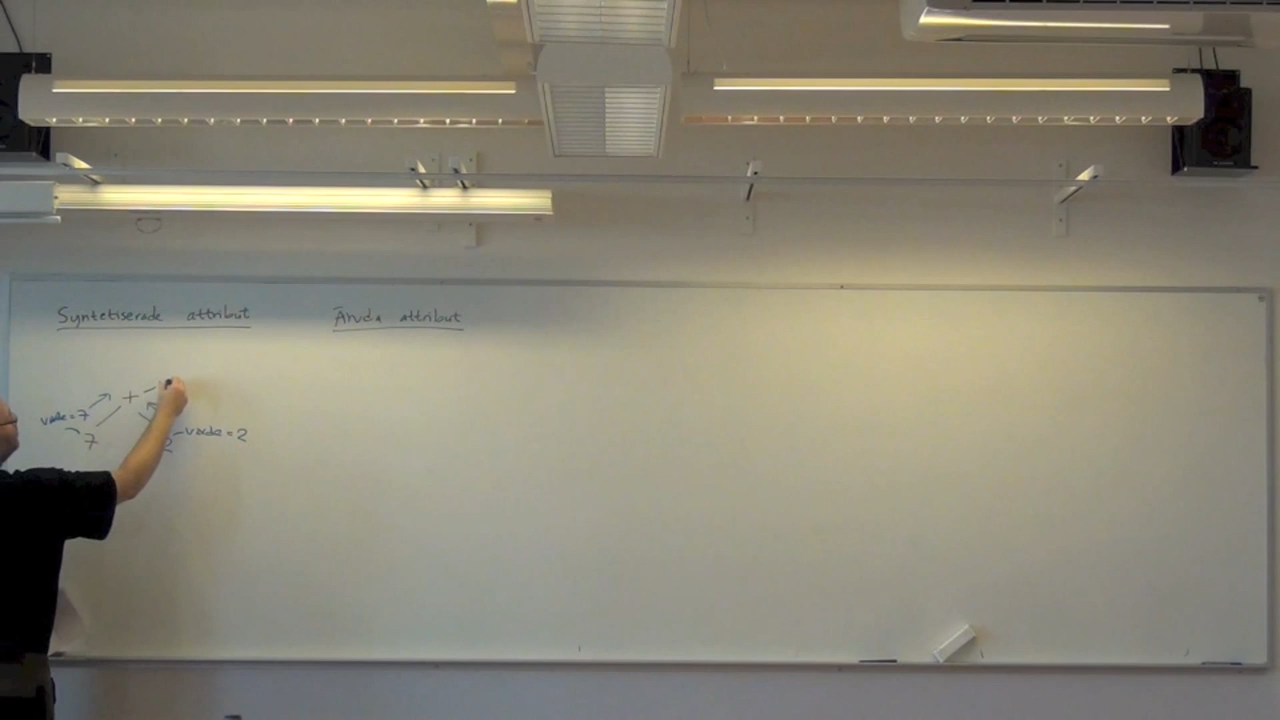 Syntetiserade attribut
Ärvda attribut
+
värde = 7
7
2
värde = 2